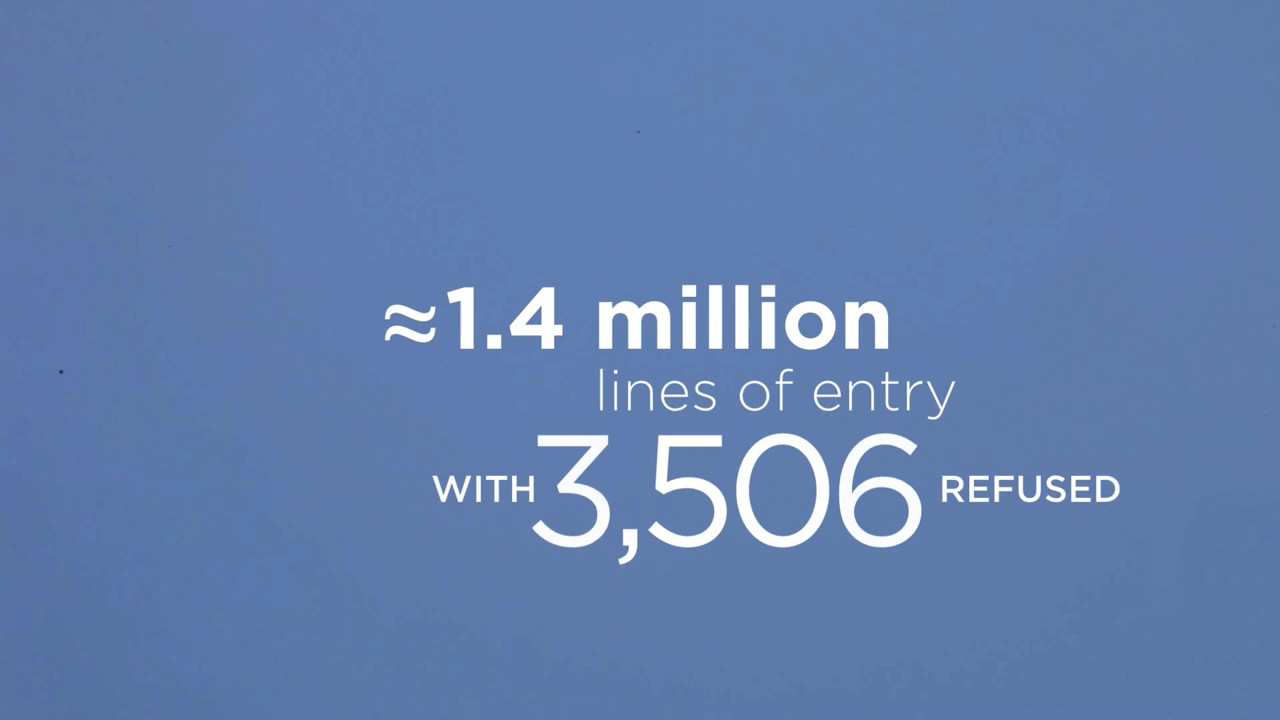 ≈1.4 million
lines of entry
WITH 3,506 REFUSED